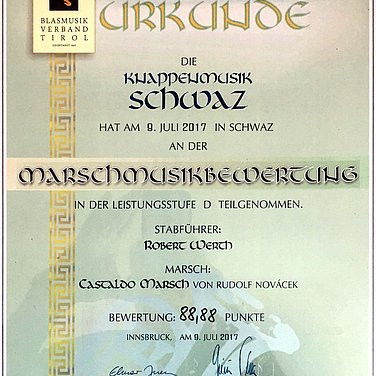 URKUNDE
BLASMUSIK
VERBAND
TIROL
DIE
KNAPPENMUSIK
SCHWAZ
HAT AM 9. JULI 2017 IN SCHWAZ
AN DER
MARSCHMUSIKBEWERTUNG
IN DER LEISTUNGSSTUFE D TEILGENOMMEN.
STABFÜHRER:
ROBERT WERTH
MARSCH:
CASTALDO MARSCH VON RUDOLF NOVÁCEK
BEWERTUNG: 88,88 PUNKTE
INNSBRUCK, AM 9. JULI 2017